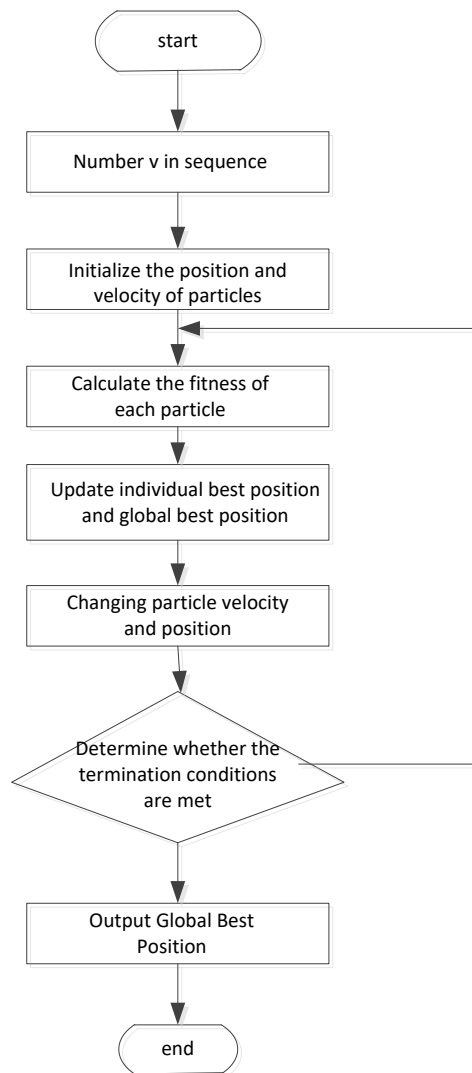 start
Number v in sequence
Initialize the position and
velocity of particles
Calculate the fitness of
each particle
Update individual best position
and global best position
Changing particle velocity
and position
Determine whether the
termination conditions
are met
Output Global Best
Position
end